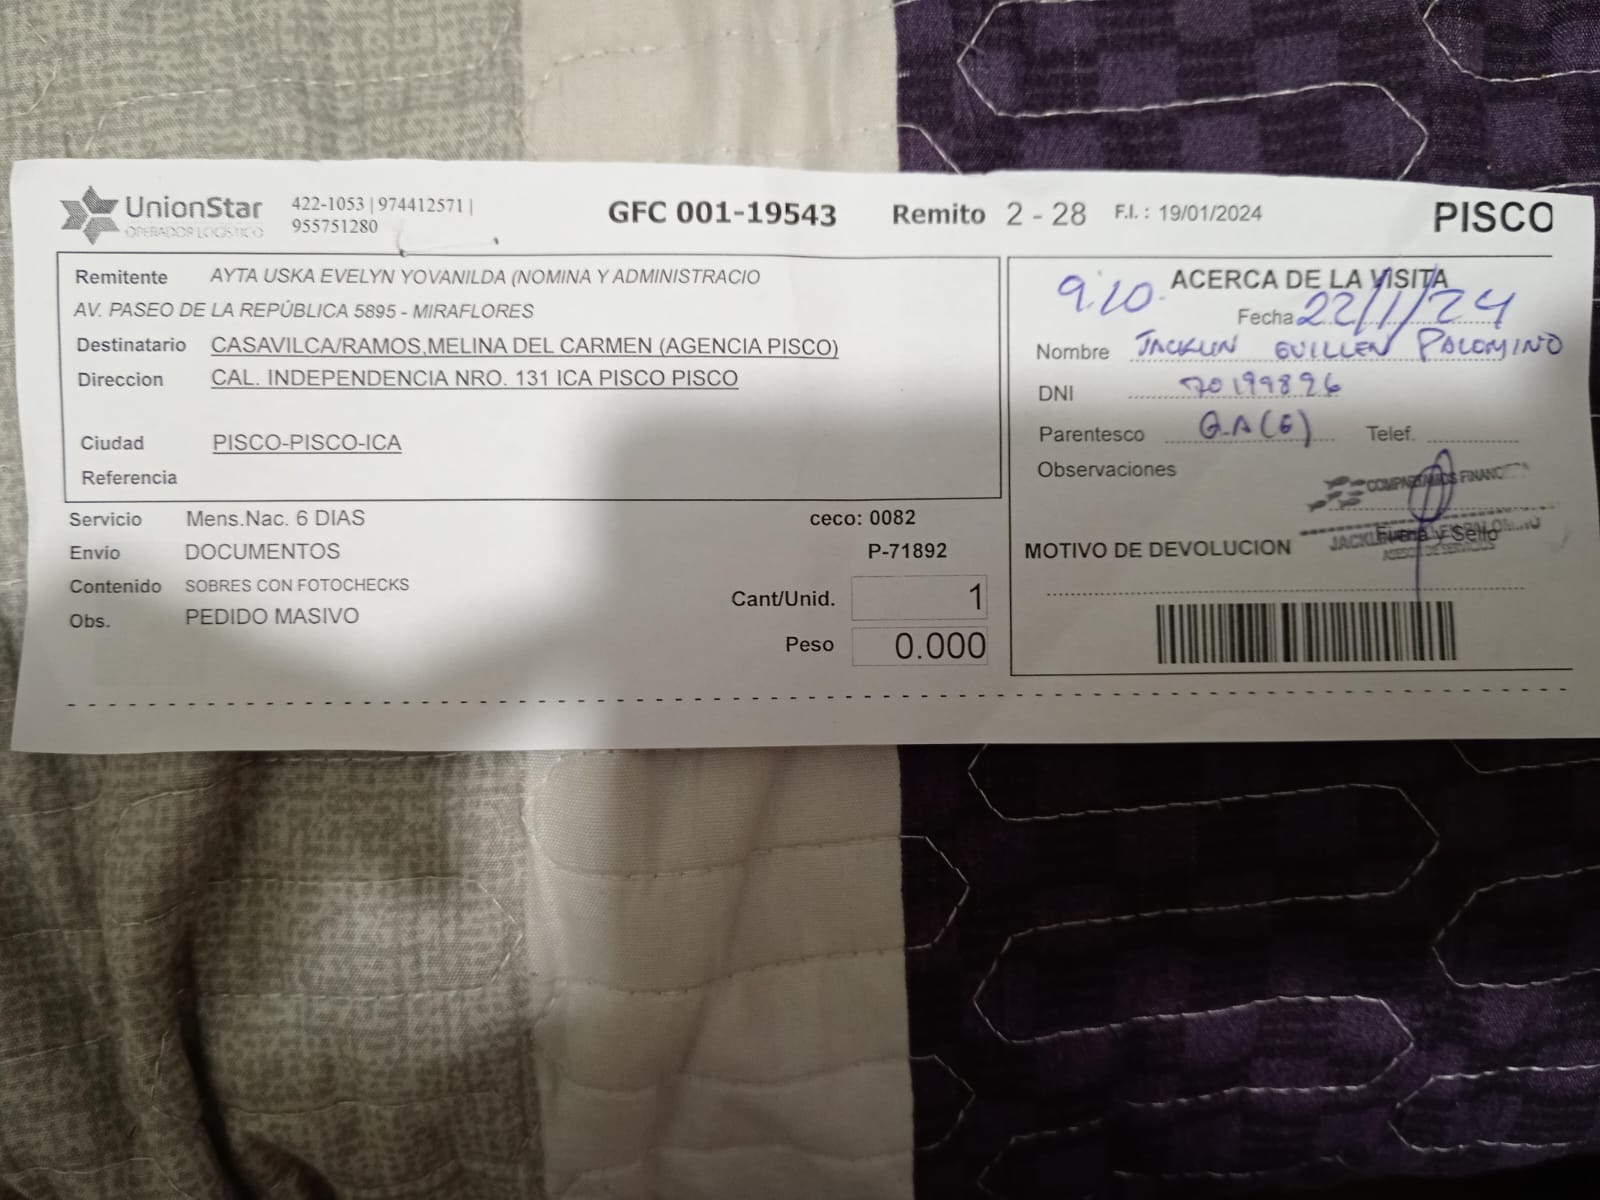 UnionStar 422-1053 | 974412571 | GFC 001-19543 Remito 2 - 28 F.I. : 19/01/2024 PISCO
OPERADOR LOGÍSTICO 955751280
Remitente AYTA USKA EVELYN YOVANILDA (NOMINA Y ADMINISTRACIO
AV. PASEO DE LA REPÚBLICA 5895 - MIRAFLORES
Destinatario CASAVILCA/RAMOS,MELINA DEL CARMEN (AGENCIA PISCO)
Direccion CAL. INDEPENDENCIA NRO. 131 ICA PISCO PISCO
Ciudad PISCO-PISCO-ICA
Referencia
Servicio Mens.Nac. 6 DIAS ceco: 0082
Envío DOCUMENTOS P-71892
Contenido SOBRES CON FOTOCHECKS
Cant/Unid. 1
Obs. PEDIDO MASIVO
Peso 0.000
9:10 ACERCA DE LA VISITA
Fecha 22/1/24
Nombre JACKLIN GUILLEN PALOMINO
DNI 70199896
Parentesco G.A (G) Telef.
Observaciones
COMPARTAMOS FINANC
Firma y Sello
MOTIVO DE DEVOLUCION